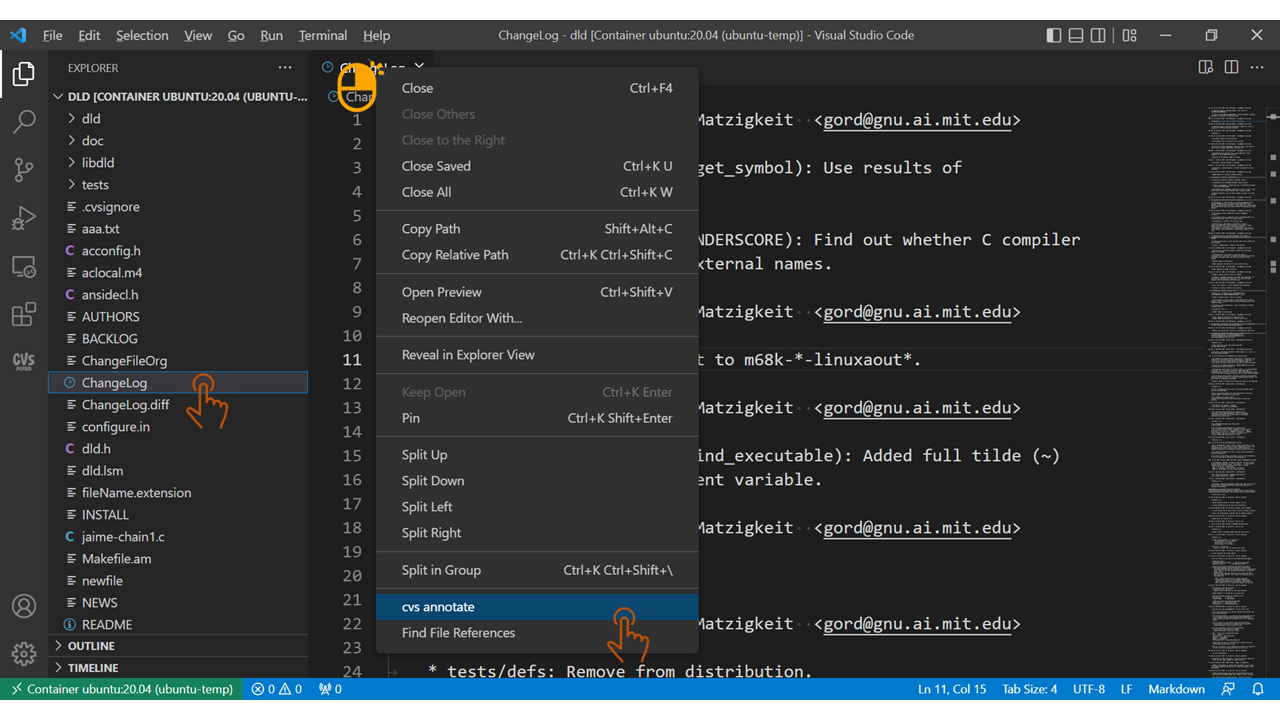 File Edit Selection View Go Run Terminal Help ChangeLog - dld [Container ubuntu:20.04 (ubuntu-temp)] - Visual Studio Code
EXPLORER
DLD [CONTAINER UBUNTU:20.04 (UBUNTU-...
dld
doc
libdld
tests
.cvsignore
aaa.txt
acconfig.h
aclocal.m4
ansidecl.h
AUTHORS
BACKLOG
ChangeFileOrg
ChangeLog
ChangeLog.diff
configure.in
dld.h
dld.lsm
fileName.extension
INSTALL
jaime-chain1.c
Makefile.am
newfile
NEWS
README
OUTLINE
TIMELINE
CVS
Close Ctrl+F4
Close Others
Close to the Right
Close Saved Ctrl+K U
Close All Ctrl+K W
Copy Path Shift+Alt+C
Copy Relative Path Ctrl+K Ctrl+Shift+C
Open Preview Ctrl+Shift+V
Reopen Editor With...
Reveal in Explorer View
Keep Open Ctrl+K Enter
Pin Ctrl+K Shift+Enter
Split Up
Split Down
Split Left
Split Right
Split in Group Ctrl+K Ctrl+Shift+\
cvs annotate
Find File References
1 Matzigkeit <gord@gnu.ai.mit.edu>
2
3 get_symbol): Use results of
4
5
6 NDERSCORE): Find out whether C compiler
7 xternal names.
8
9 Matzigkeit <gord@gnu.ai.mit.edu>
10
11 t to m68k-*-linuxaout*.
12
13 Matzigkeit <gord@gnu.ai.mit.edu>
14
15 ind_executable): Added full tilde (~)
16 ent variable.
17
18 Matzigkeit <gord@gnu.ai.mit.edu>
19
20
21
22 Matzigkeit <gord@gnu.ai.mit.edu>
23
24 * tests/defs: Remove from distribution.
Container ubuntu:20.04 (ubuntu-temp) 0 0 0 Ln 11, Col 15 Tab Size: 4 UTF-8 LF Markdown